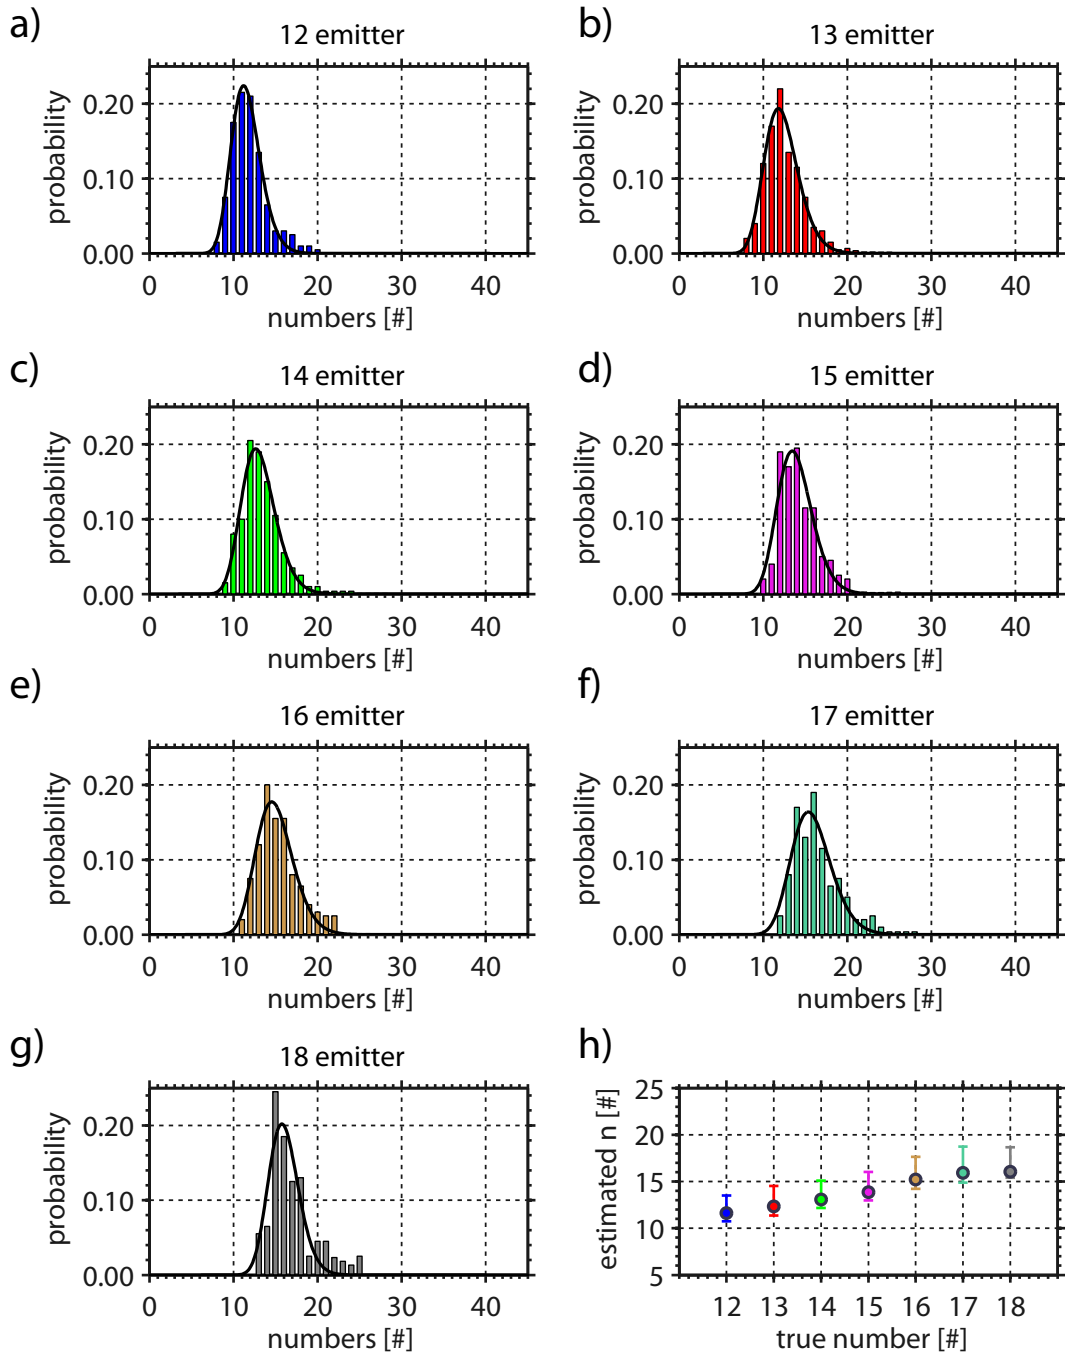 a)
12 emitter
probability
0.20
0.10
0.00
0 10 20 30 40
numbers [#]
b)
13 emitter
probability
0.20
0.10
0.00
0 10 20 30 40
numbers [#]
c)
14 emitter
probability
0.20
0.10
0.00
0 10 20 30 40
numbers [#]
d)
15 emitter
probability
0.20
0.10
0.00
0 10 20 30 40
numbers [#]
e)
16 emitter
probability
0.20
0.10
0.00
0 10 20 30 40
numbers [#]
f)
17 emitter
probability
0.20
0.10
0.00
0 10 20 30 40
numbers [#]
g)
18 emitter
probability
0.20
0.10
0.00
0 10 20 30 40
numbers [#]
h)
estimated n [#]
25
20
15
10
5
12 13 14 15 16 17 18
true number [#]